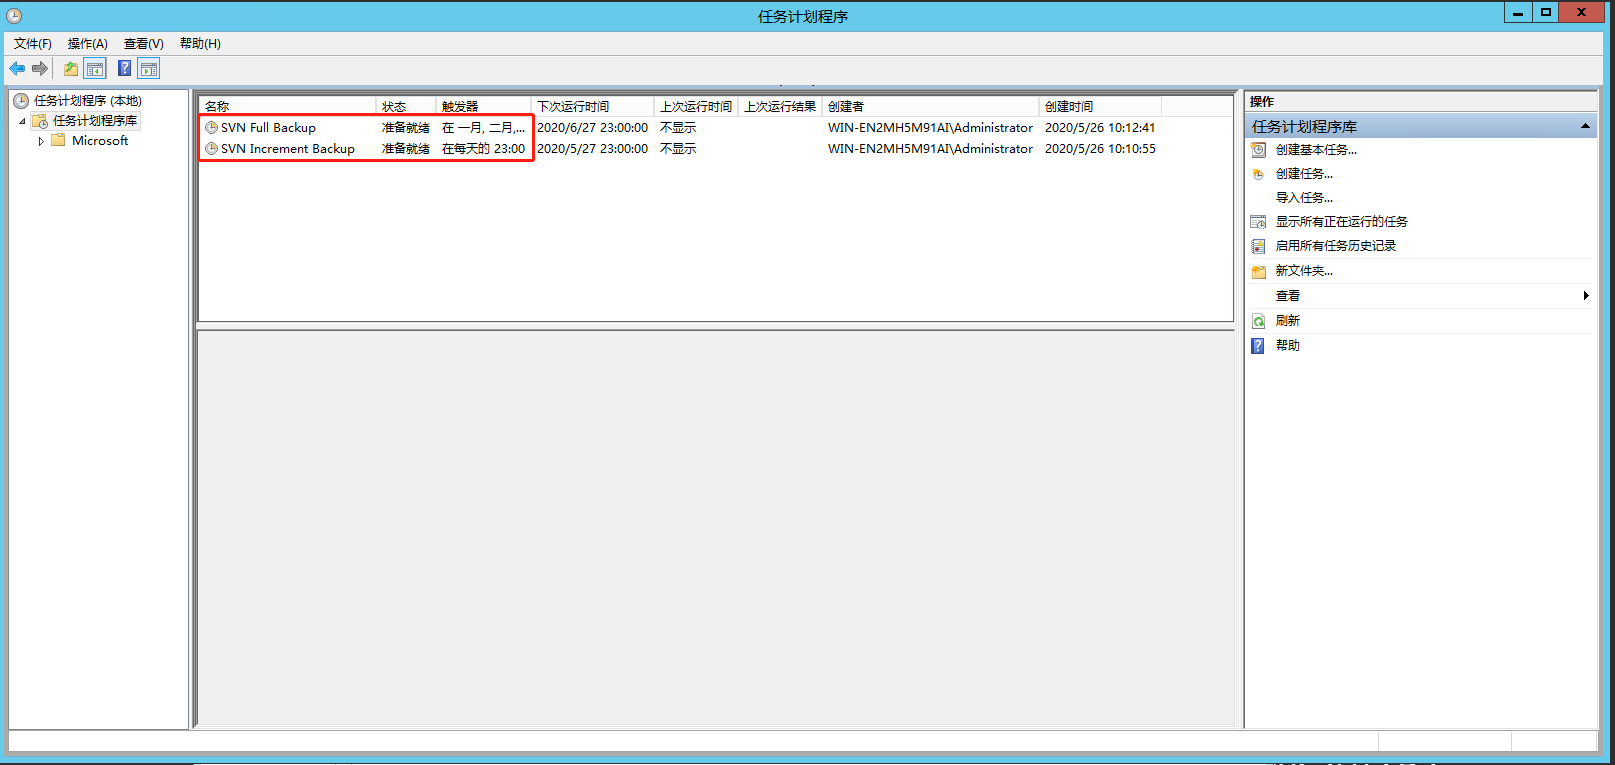 任务计划程序
文件(F) 操作(A) 查看(V) 帮助(H)
任务计划程序 (本地)
任务计划程序库
Microsoft
名称 状态 触发器 下次运行时间 上次运行时间 上次运行结果 创建者 创建时间
SVN Full Backup 准备就绪 在 一月, 二月,... 2020/6/27 23:00:00 不显示 WIN-EN2MH5M91AI\Administrator 2020/5/26 10:12:41
SVN Increment Backup 准备就绪 在每天的 23:00 2020/5/27 23:00:00 不显示 WIN-EN2MH5M91AI\Administrator 2020/5/26 10:10:55
操作
任务计划程序库
创建基本任务...
创建任务...
导入任务...
显示所有正在运行的任务
启用所有任务历史记录
新文件夹...
查看
刷新
帮助